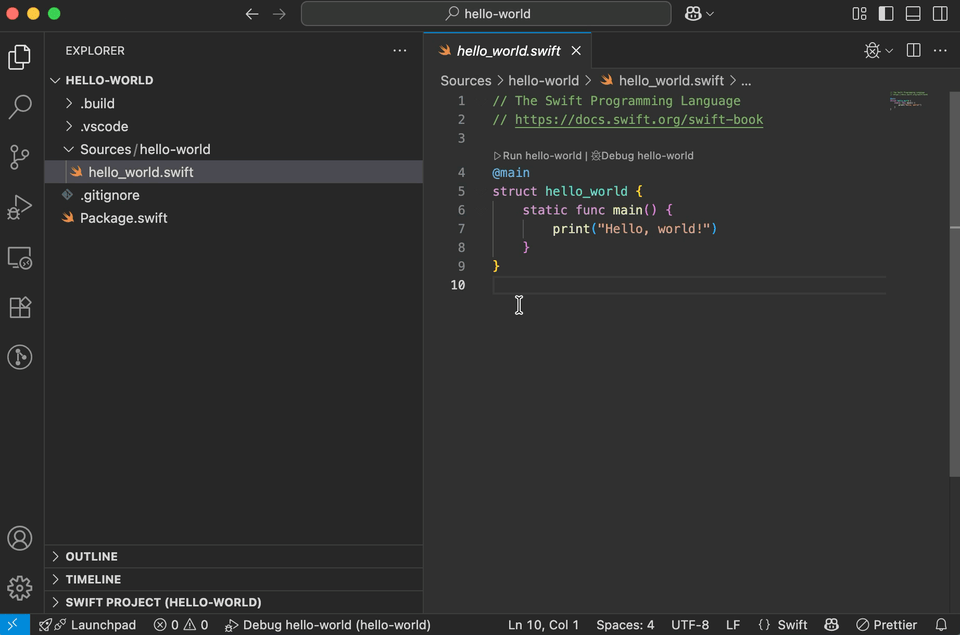 hello-world
EXPLORER
HELLO-WORLD
.build
.vscode
Sources/hello-world
hello_world.swift
.gitignore
Package.swift
OUTLINE
TIMELINE
SWIFT PROJECT (HELLO-WORLD)
hello_world.swift
Sources > hello-world > hello_world.swift > ...
1 // The Swift Programming Language
2 // https://docs.swift.org/swift-book
3
Run hello-world | Debug hello-world
4 @main
5 struct hello_world {
6 static func main() {
7 print("Hello, world!")
8 }
9 }
10
Launchpad 0 0 Debug hello-world (hello-world) Ln 10, Col 1 Spaces: 4 UTF-8 LF {} Swift Prettier